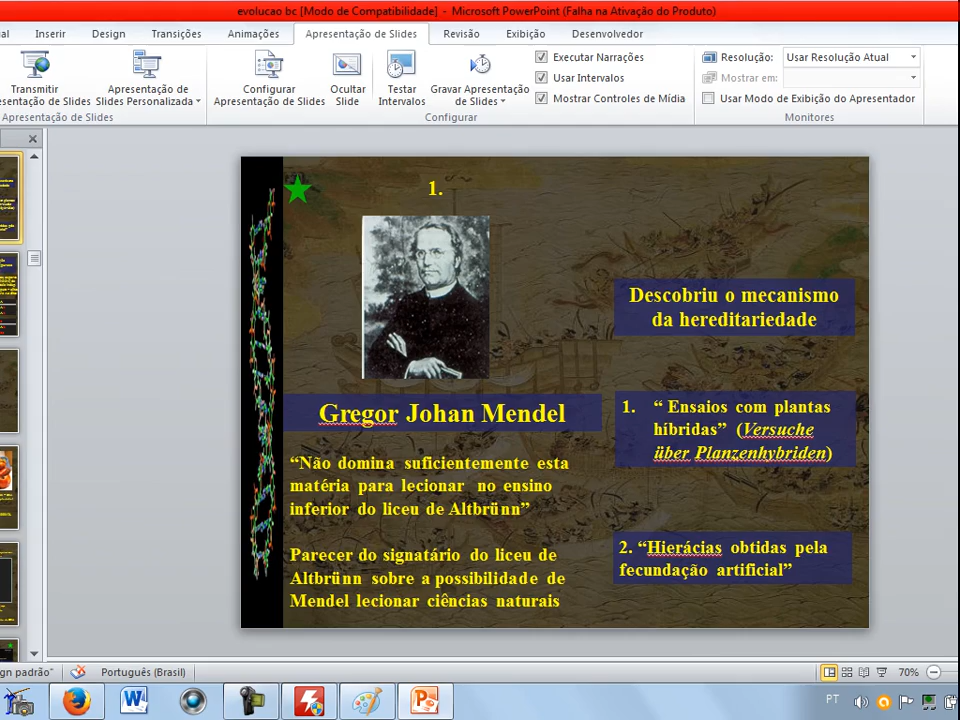 evolucao bc [Modo de Compatibilidade] - Microsoft PowerPoint (Falha na Ativação do Produto)
Inserir Design Transições Animações Apresentação de Slides Revisão Exibição Desenvolvedor
Transmitir
Apresentação de
Slides Personalizada
Configurar
Apresentação de Slides
Ocultar
Slide
Testar
Intervalos
Gravar Apresentação
de Slides
Executar Narrações
Usar Intervalos
Mostrar Controles de Mídia
Resolução: Usar Resolução Atual
Mostrar em:
Usar Modo de Exibição do Apresentador
Apresentação de Slides
Configurar
Monitores
1.
Descobriu o mecanismo
da hereditariedade
Gregor Johan Mendel
“Não domina suficientemente esta
matéria para lecionar no ensino
inferior do liceu de Altbrünn”
Parecer do signatário do liceu de
Altbrünn sobre a possibilidade de
Mendel lecionar ciências naturais
1. “ Ensaios com plantas
híbridas” (Versuche
über Planzenhybriden)
2. “Hierácias obtidas pela
fecundação artificial”
padrão" Português (Brasil) 70%
PT